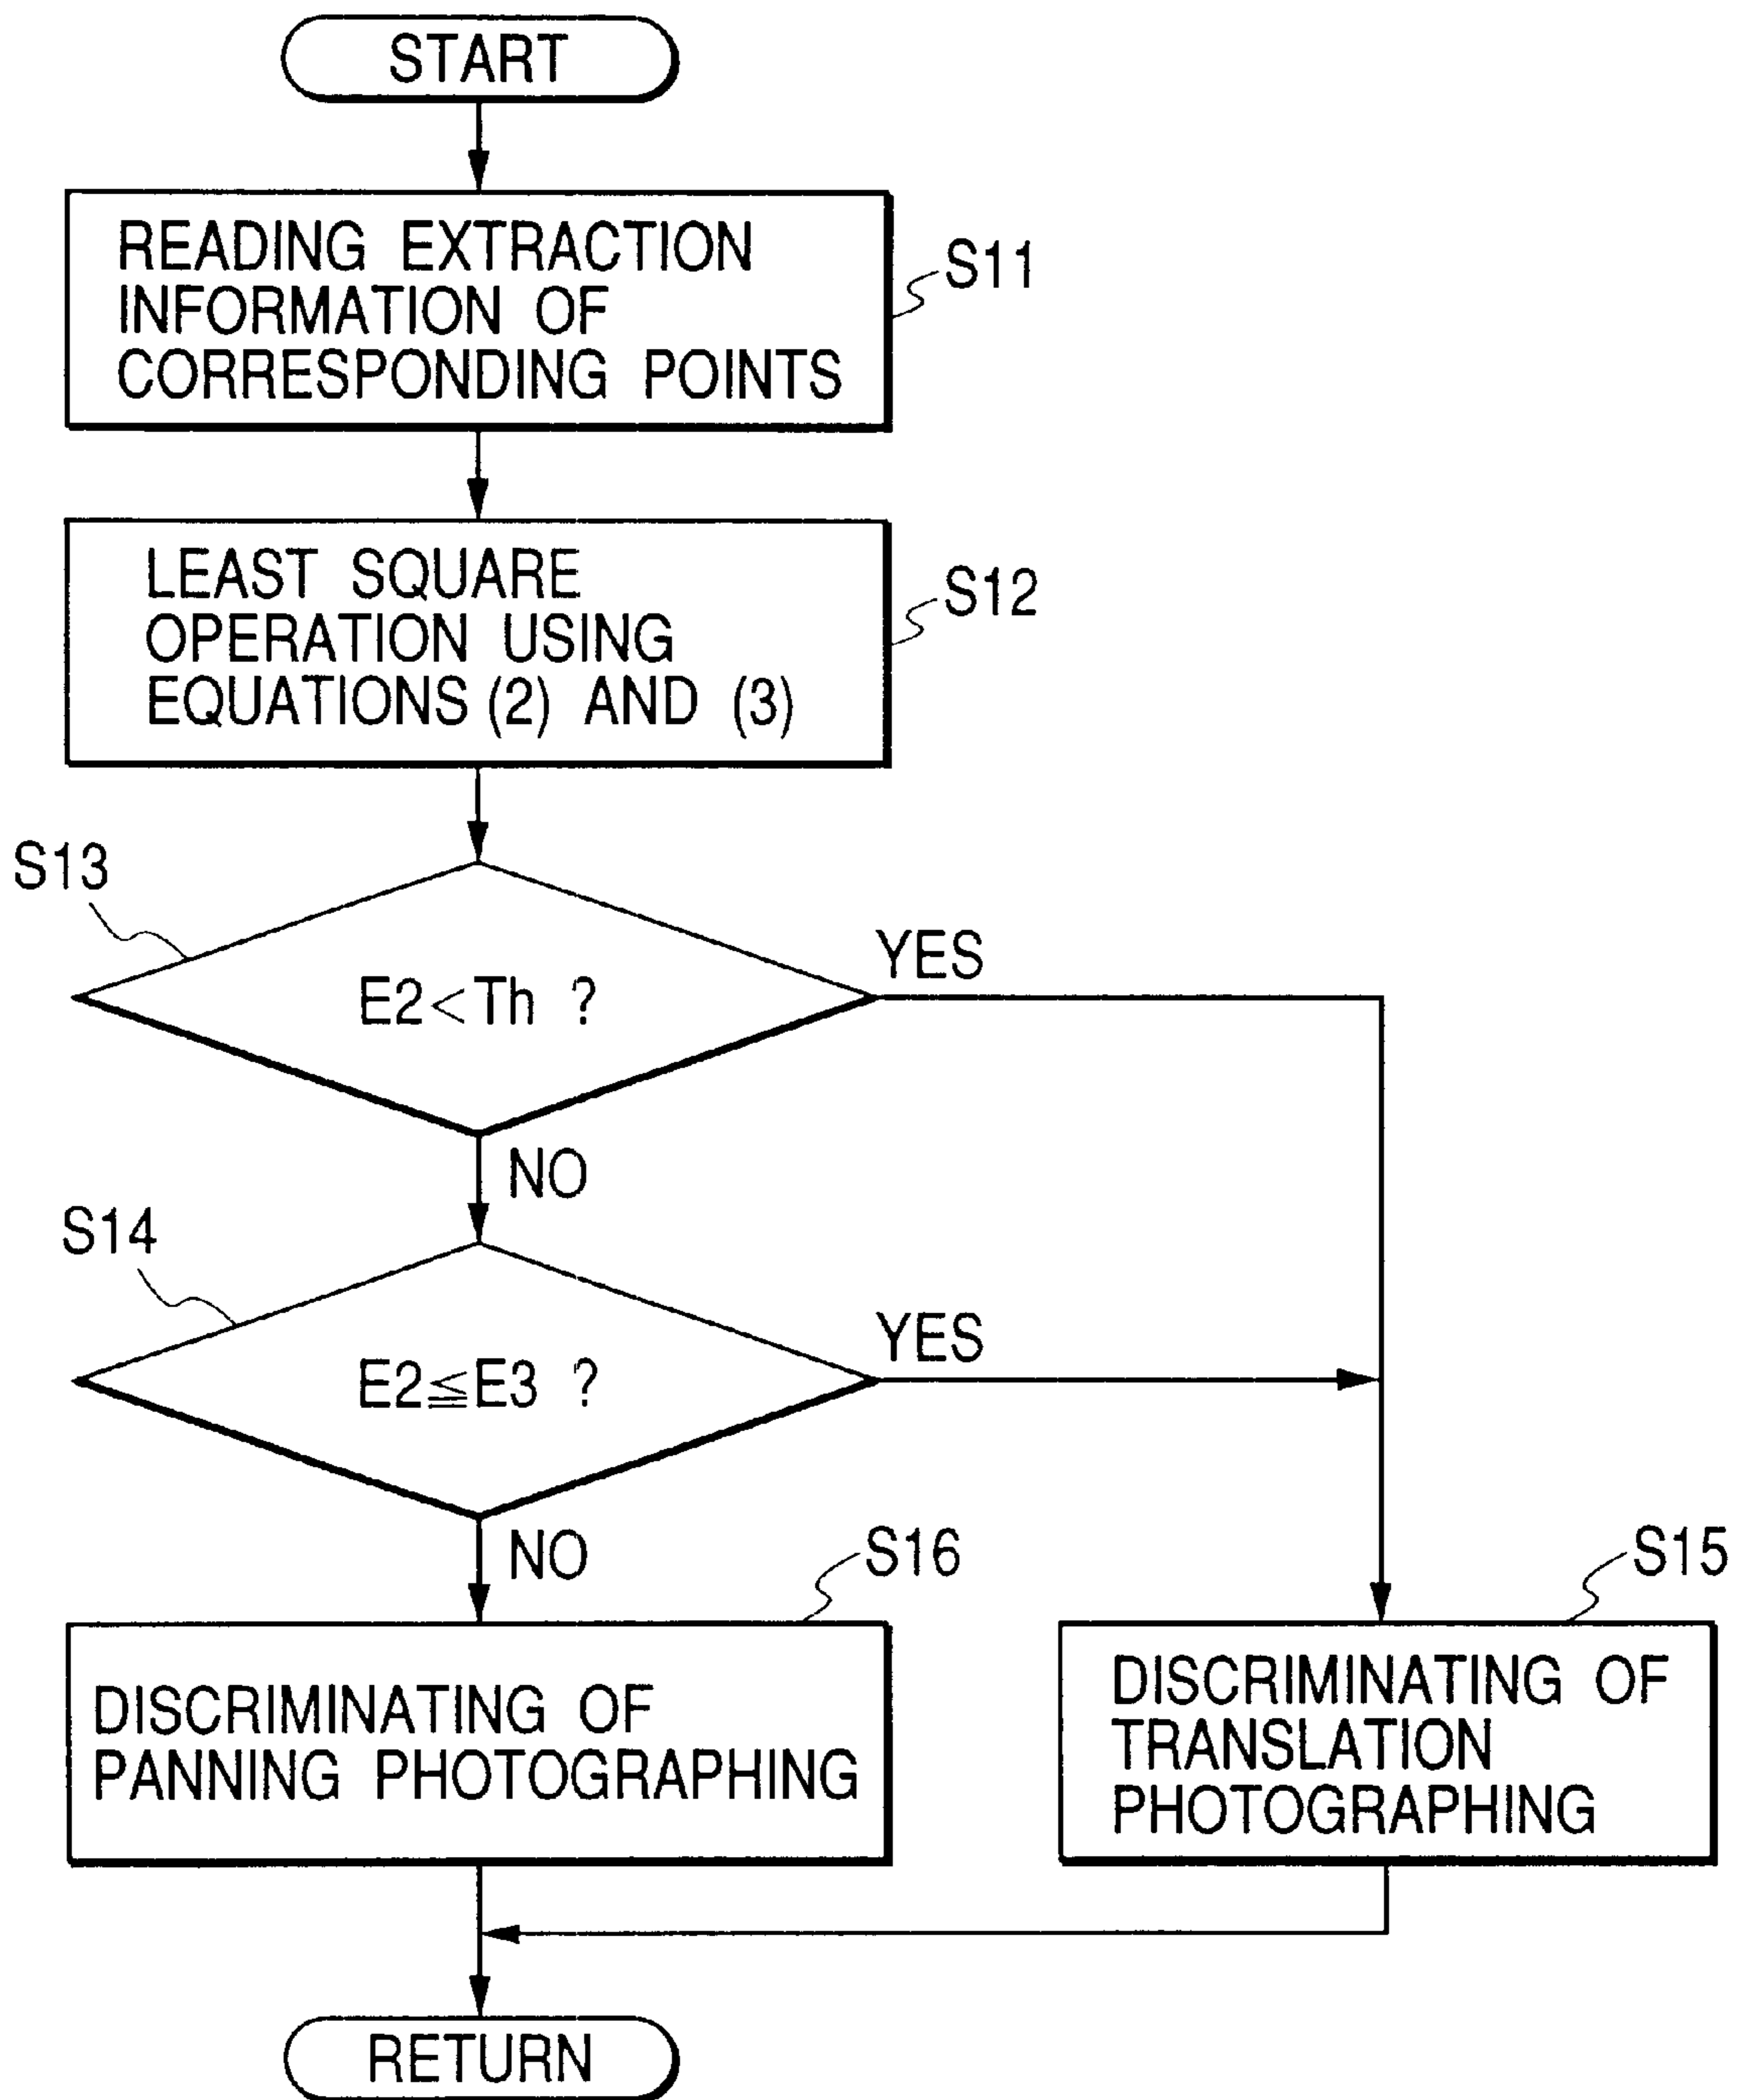 START
READING EXTRACTION
INFORMATION OF
CORRESPONDING POINTS
S11
LEAST SQUARE
OPERATION USING
EQUATIONS (2) AND (3)
S12
S13
E2<Th ?
YES
NO
S14
E2≦E3 ?
YES
NO
S16
DISCRIMINATING OF
PANNING PHOTOGRAPHING
S15
DISCRIMINATING OF
TRANSLATION
PHOTOGRAPHING
RETURN